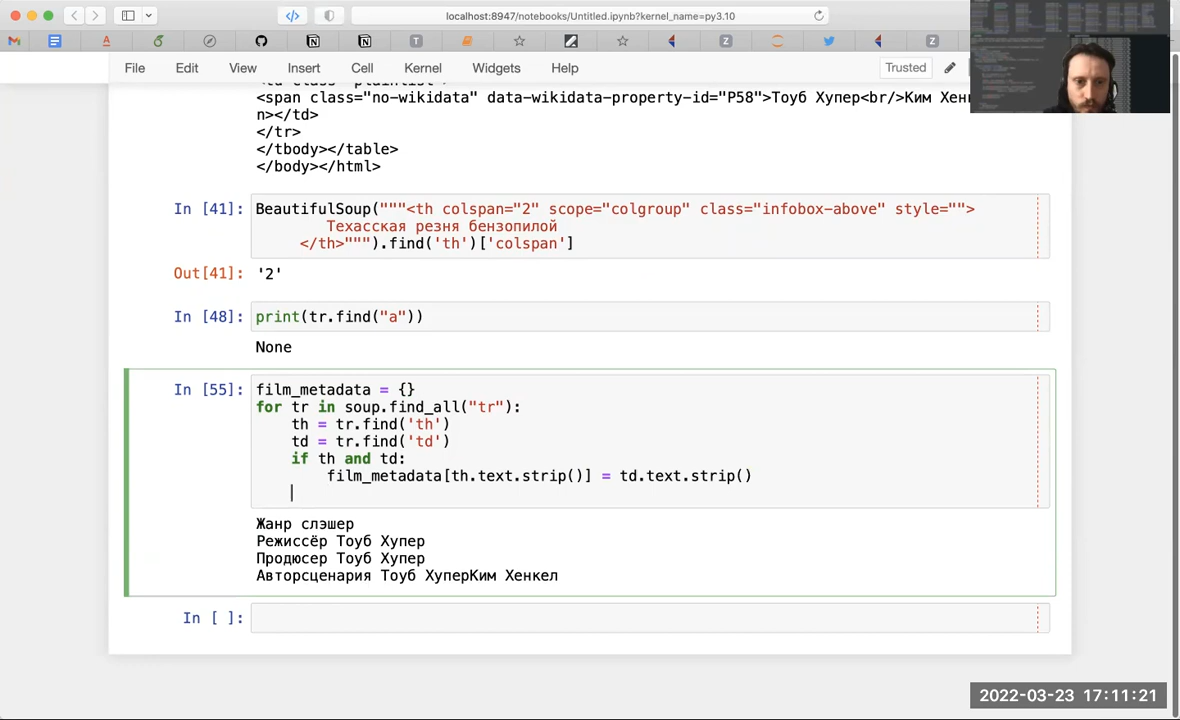 localhost:8947/notebooks/Untitled.ipynb?kernel_name=py3.10
File Edit View Insert Cell Kernel Widgets Help Trusted
<span class="no-wikidata" data-wikidata-property-id="P58">Тоуб Хупер<br/>Ким Хенк
n></td>
</tr>
</tbody></table>
</body></html>
In [41]: BeautifulSoup("""<th colspan="2" scope="colgroup" class="infobox-above" style="">
Техасская резня бензопилой
</th>""").find('th')['colspan']
Out[41]: '2'
In [48]: print(tr.find("a"))
None
In [55]: film_metadata = {}
for tr in soup.find_all("tr"):
th = tr.find('th')
td = tr.find('td')
if th and td:
film_metadata[th.text.strip()] = td.text.strip()
Жанр слэшер
Режиссёр Тоуб Хупер
Продюсер Тоуб Хупер
Авторсценария Тоуб ХуперКим Хенкел
In [ ]:
2022-03-23 17:11:21